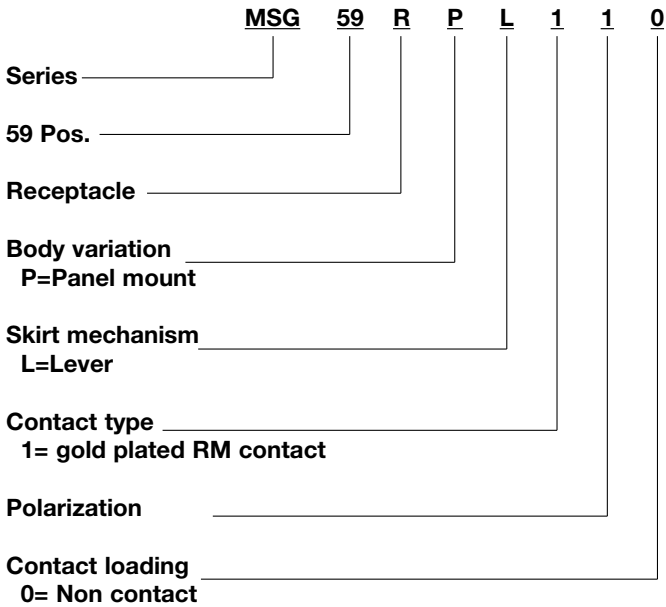 MSG 59 R P L 1 1 0
Series
59 Pos.
Receptacle
Body variation
P=Panel mount
Skirt mechanism
L=Lever
Contact type
1= gold plated RM contact
Polarization
Contact loading
0= Non contact